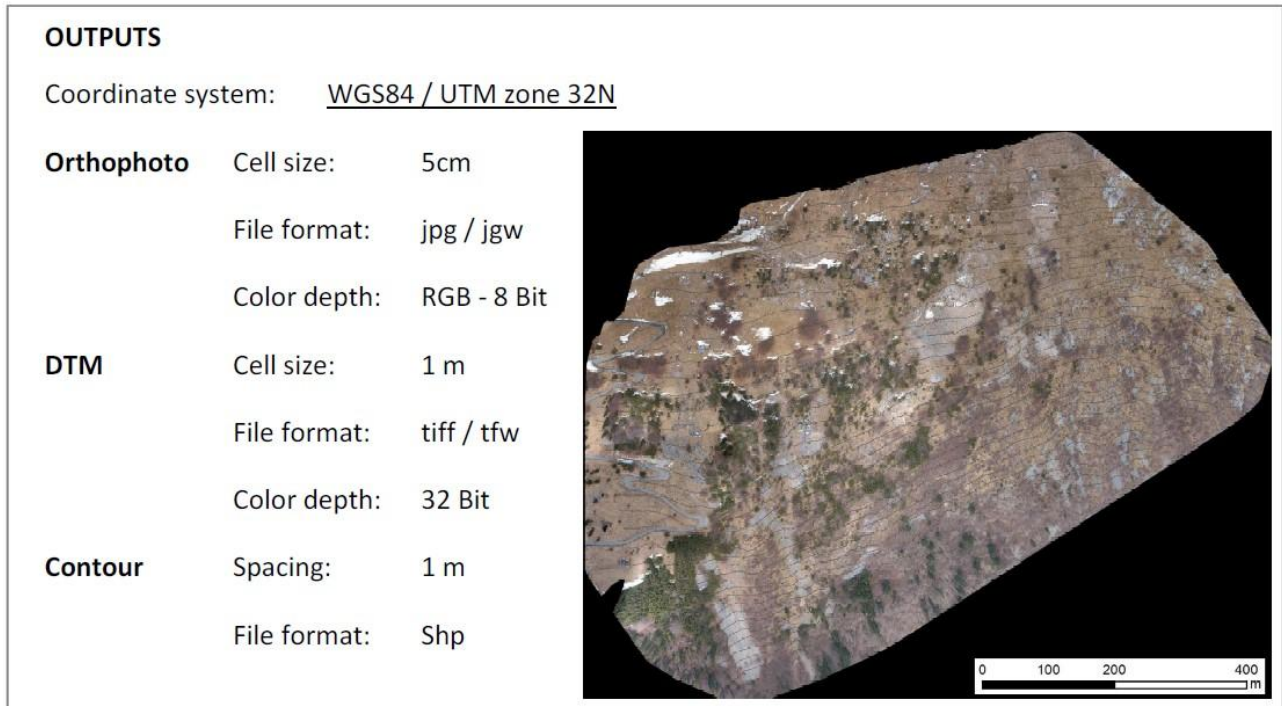 OUTPUTS
Coordinate system: WGS84 / UTM zone 32N
Orthophoto Cell size: 5cm
File format: jpg / jgw
Color depth: RGB - 8 Bit
DTM Cell size: 1 m
File format: tiff / tfw
Color depth: 32 Bit
Contour Spacing: 1 m
File format: Shp
0 100 200 400
m